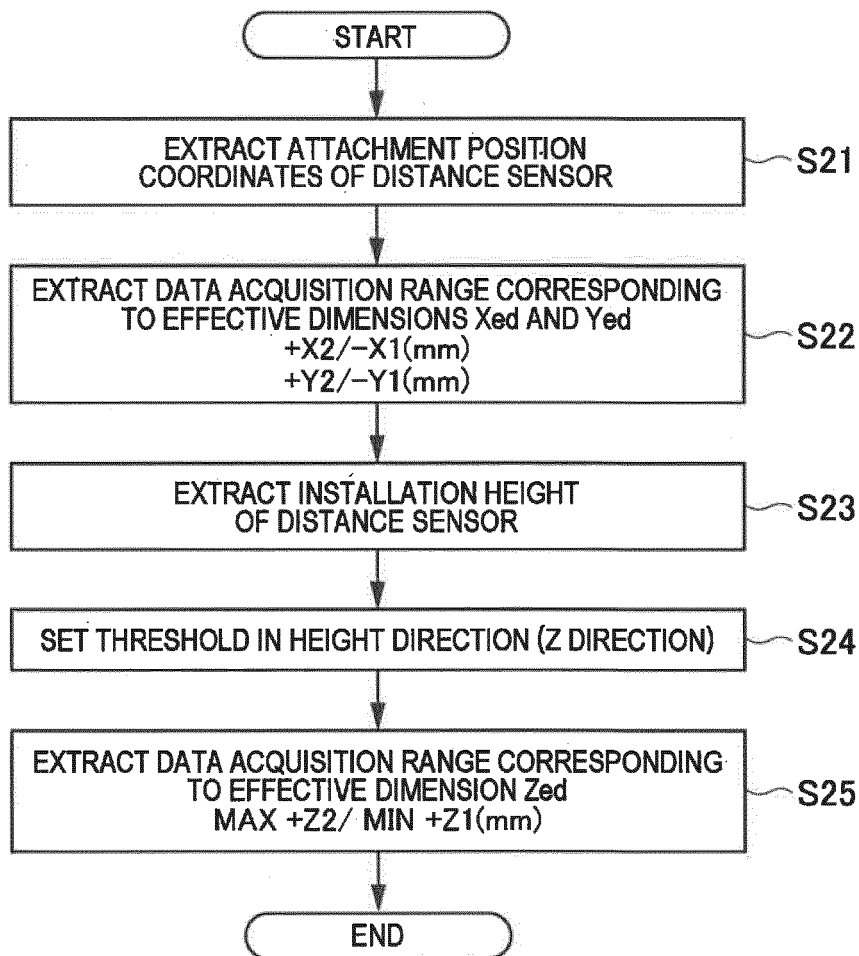 START
EXTRACT ATTACHMENT POSITION
COORDINATES OF DISTANCE SENSOR
S21
EXTRACT DATA ACQUISITION RANGE CORRESPONDING
TO EFFECTIVE DIMENSIONS Xed AND Yed
+X2/−X1(mm)
+Y2/−Y1(mm)
S22
EXTRACT INSTALLATION HEIGHT
OF DISTANCE SENSOR
S23
SET THRESHOLD IN HEIGHT DIRECTION (Z DIRECTION)
S24
EXTRACT DATA ACQUISITION RANGE CORRESPONDING
TO EFFECTIVE DIMENSION Zed
MAX +Z2/ MIN +Z1(mm)
S25
END